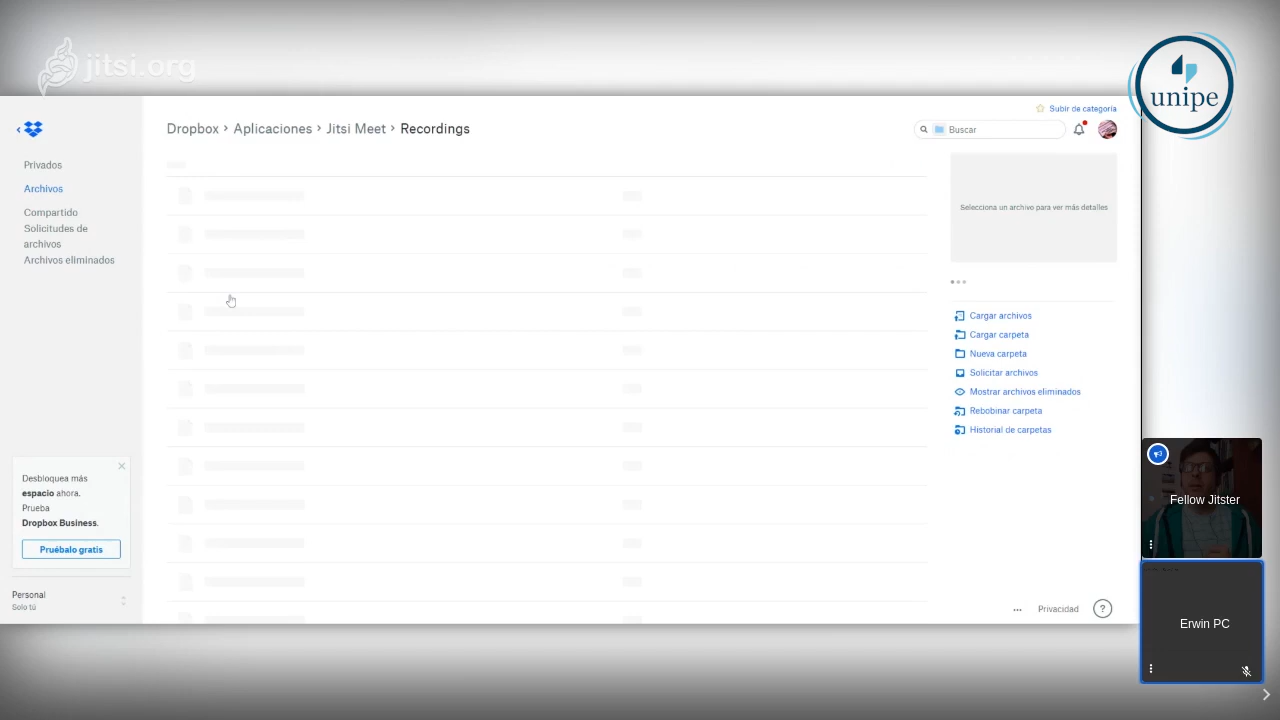 jitsi.org
unipe
Subir de categoría
Dropbox › Aplicaciones › Jitsi Meet › Recordings
Buscar
Privados
Archivos
Compartido
Solicitudes de
archivos
Archivos eliminados
Selecciona un archivo para ver más detalles
Cargar archivos
Cargar carpeta
Nueva carpeta
Solicitar archivos
Mostrar archivos eliminados
Rebobinar carpeta
Historial de carpetas
Desbloquea más
espacio ahora.
Prueba
Dropbox Business.
Pruébalo gratis
Personal
Solo tú
Privacidad
?
Fellow Jitster
Erwin PC